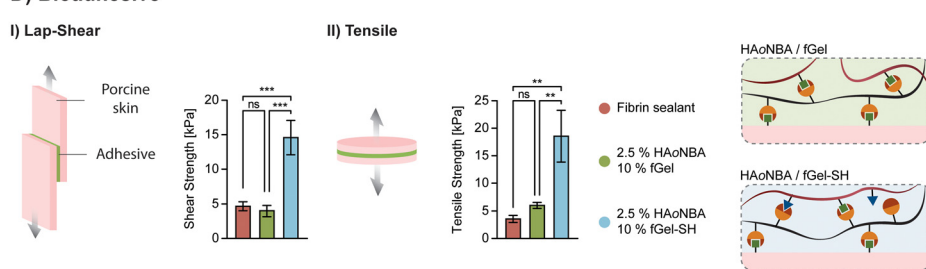 I) Lap-Shear
II) Tensile
Porcine
skin
Adhesive
Shear Strength [kPa]
20
15
10
5
0
***
ns
***
Tensile Strength [kPa]
25
20
15
10
5
0
**
ns
**
Fibrin sealant
2.5 % HAoNBA
10 % fGel
2.5 % HAoNBA
10 % fGel-SH
HAoNBA / fGel
HAoNBA / fGel-SH